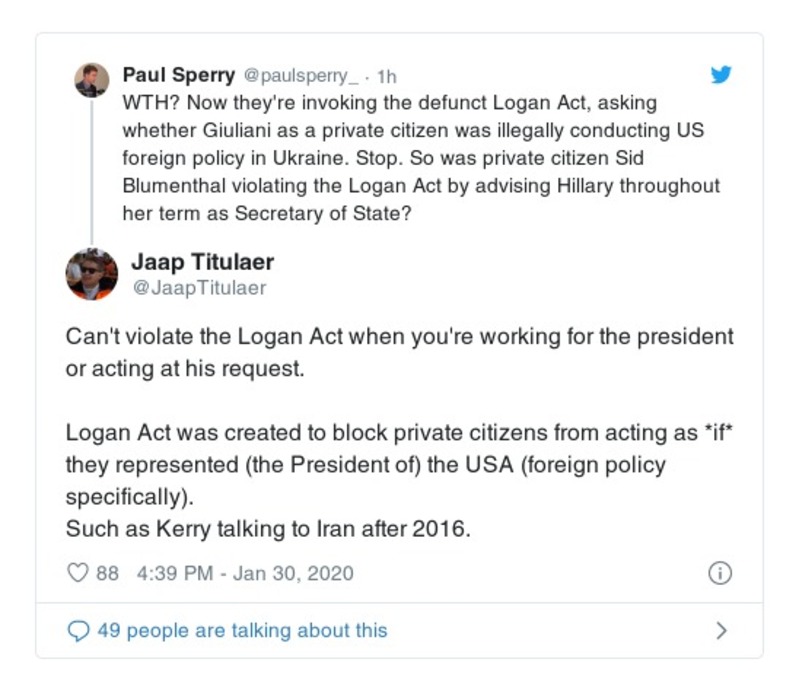 Paul Sperry @paulsperry_ · 1h
WTH? Now they're invoking the defunct Logan Act, asking
whether Giuliani as a private citizen was illegally conducting US
foreign policy in Ukraine. Stop. So was private citizen Sid
Blumenthal violating the Logan Act by advising Hillary throughout
her term as Secretary of State?
Jaap Titulaer
@JaapTitulaer
Can't violate the Logan Act when you're working for the president
or acting at his request.
Logan Act was created to block private citizens from acting as *if*
they represented (the President of) the USA (foreign policy
specifically).
Such as Kerry talking to Iran after 2016.
88 4:39 PM - Jan 30, 2020
49 people are talking about this